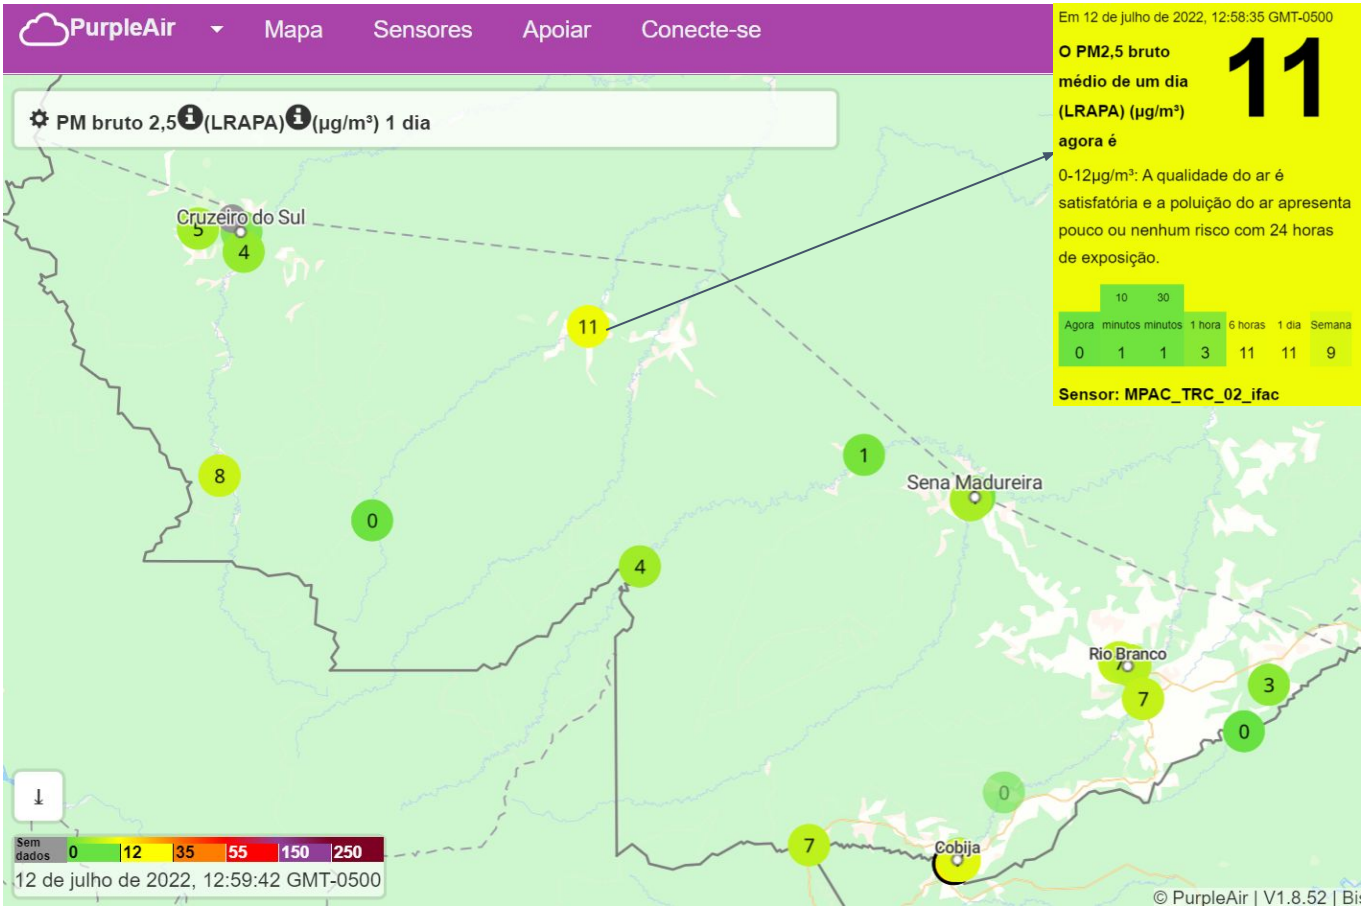 PurpleAir
Mapa
Sensores
Apoiar
Conecte-se
PM bruto 2,5 (LRAPA) (µg/m³) 1 dia
Em 12 de julho de 2022, 12:58:35 GMT-0500
O PM2,5 bruto
médio de um dia
(LRAPA) (µg/m³)
agora é
11
0-12µg/m³: A qualidade do ar é
satisfatória e a poluição do ar apresenta
pouco ou nenhum risco com 24 horas
de exposição.
10 30
Agora minutos minutos 1 hora 6 horas 1 dia Semana
0 1 1 3 11 11 9
Sensor: MPAC_TRC_02_ifac
Cruzeiro do Sul
5
4
11
8
0
1
Sena Madureira
4
Rio Branco
7
7
3
0
0
7
Cobija
Sem
dados 0 12 35 55 150 250
12 de julho de 2022, 12:59:42 GMT-0500
© PurpleAir | V1.8.52 |